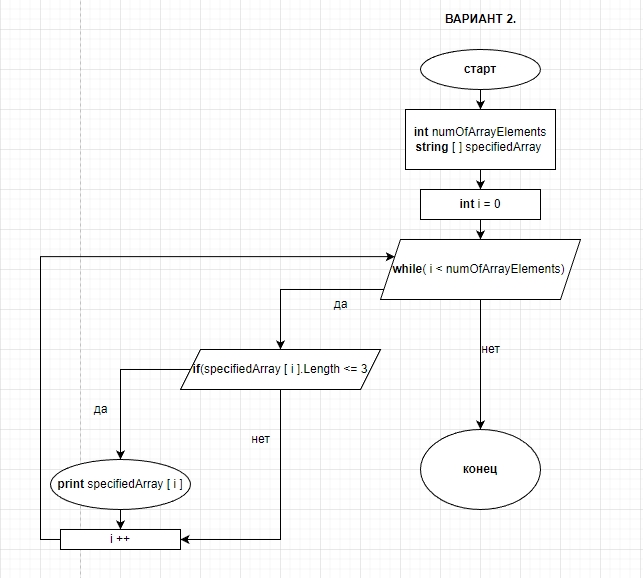 ВАРИАНТ 2.
старт
int numOfArrayElements
string [ ] specifiedArray
int i = 0
while( i < numOfArrayElements)
да
нет
if(specifiedArray [ i ].Length <= 3
да
нет
print specifiedArray [ i ]
конец
i ++